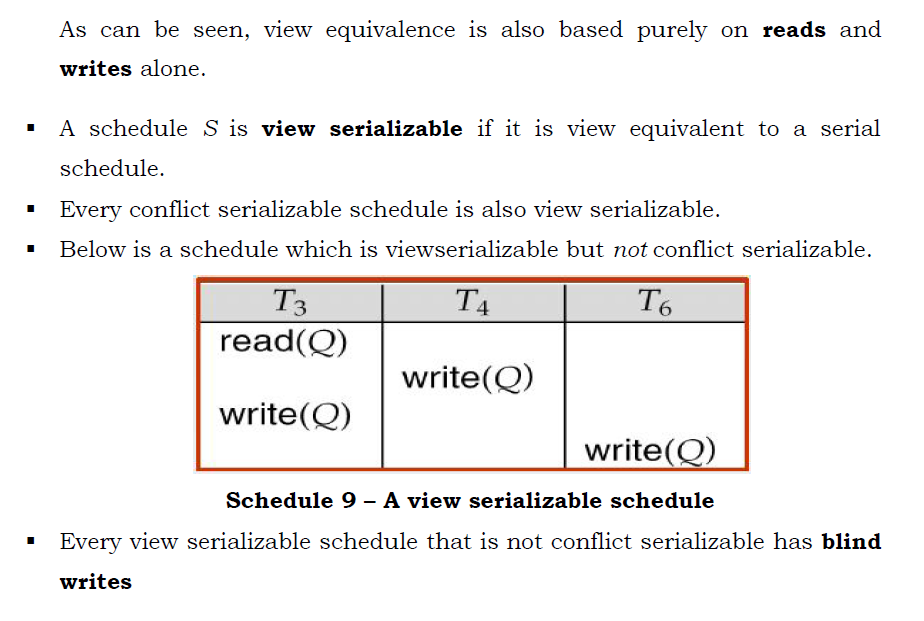 As can be seen, view equivalence is also based purely on reads and
writes alone.
▪ A schedule S is view serializable if it is view equivalent to a serial
schedule.
▪ Every conflict serializable schedule is also view serializable.
▪ Below is a schedule which is viewserializable but not conflict serializable.
T3 T4 T6
read(Q)
write(Q)
write(Q)
write(Q)
Schedule 9 – A view serializable schedule
▪ Every view serializable schedule that is not conflict serializable has blind
writes